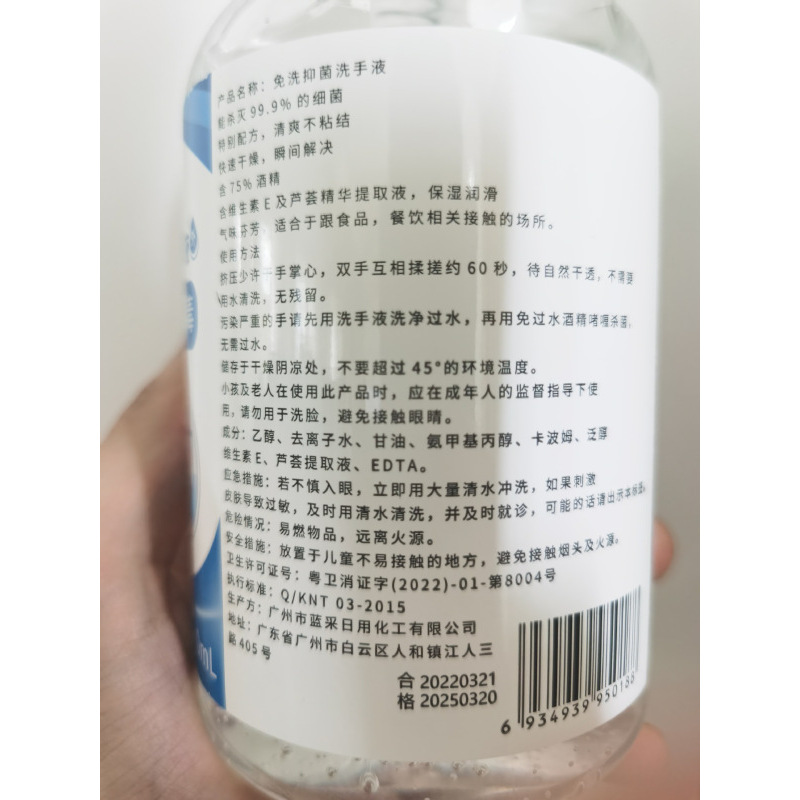 产品名称：免洗抑菌洗手液
能杀灭99.9%的细菌
特别配方，清爽不粘结
快速干燥，瞬间解决
含75%酒精
含维生素E及芦荟精华提取液，保湿润滑
气味芬芳 适合于跟食品，餐饮相关接触的场所。
使用方法
挤压少许于手掌心，双手互相揉搓约60秒，待自然干透，不需要
用水清洗，无残留。
污染严重的手请先用洗手液洗净过水，再用免过水酒精啫喱杀菌，
无需过水。
储存于干燥阴凉处，不要超过45°的环境温度。
小孩及老人在使用此产品时，应在成年人的监督指导下使
用，请勿用于洗脸，避免接触眼睛。
成分：乙醇、去离子水、甘油、氨甲基丙醇、卡波姆、泛醇
维生素E、芦荟提取液、EDTA。
应急措施：若不慎入眼，立即用大量清水冲洗，如果刺激
皮肤导致过敏，及时用清水清洗，并及时就诊，可能的话请出示本标签。
危险情况：易燃物品，远离火源。
安全措施：放置于儿童不易接触的地方，避免接触烟头及火源。
卫生许可证号：粤卫消证字(2022)-01-第8004号
执行标准：Q/KNT 03-2015
生产方：广州市蓝采日用化工有限公司
地址：广东省广州市白云区人和镇江人三
路405号
合 20220321
格 20250320
6 934939 950188
mL